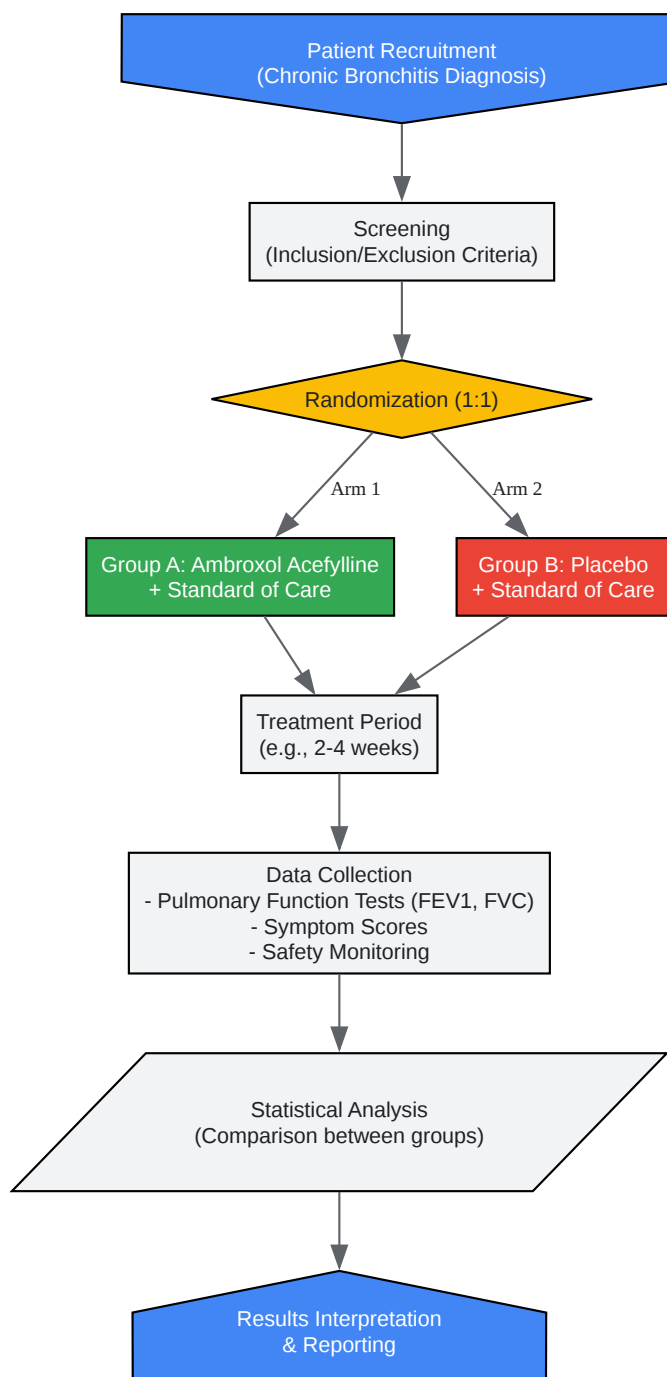 Patient Recruitment
(Chronic Bronchitis Diagnosis)
Screening
(Inclusion/Exclusion Criteria)
Randomization (1:1)
Arm 1
Arm 2
Group A: Ambroxol Acefylline
+ Standard of Care
Group B: Placebo
+ Standard of Care
Treatment Period
(e.g., 2-4 weeks)
Data Collection
- Pulmonary Function Tests (FEV1, FVC)
- Symptom Scores
- Safety Monitoring
Statistical Analysis
(Comparison between groups)
Results Interpretation
& Reporting